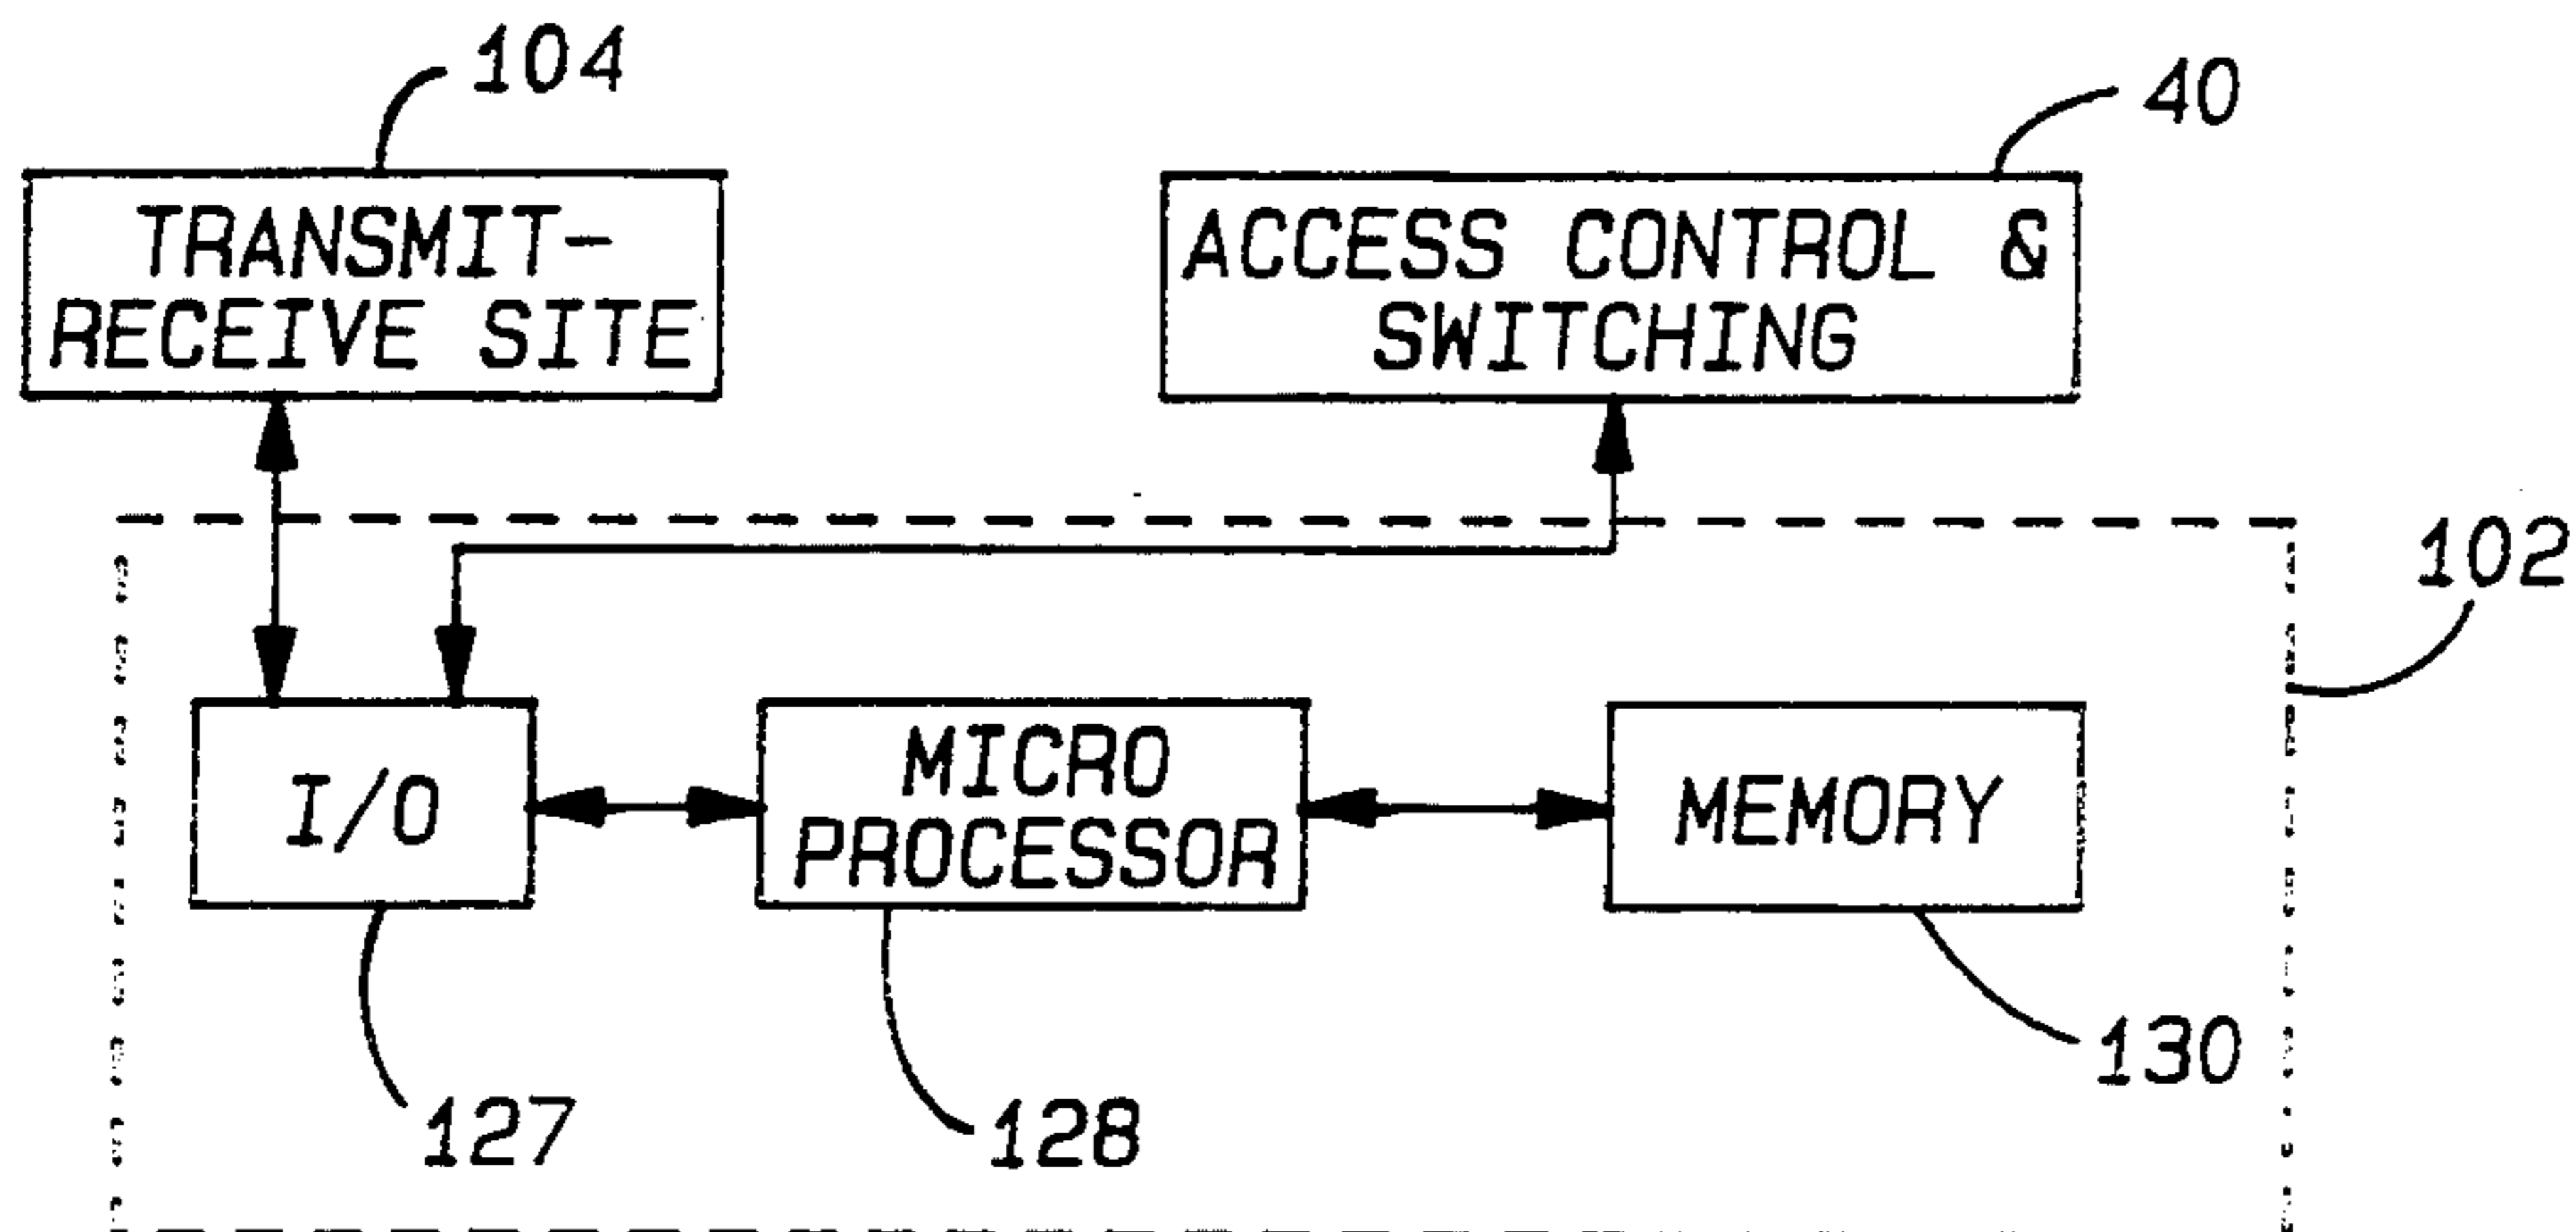 104
40
TRANSMIT-
RECEIVE SITE
ACCESS CONTROL &
SWITCHING
102
I/O
MICRO
PROCESSOR
MEMORY
127
128
130